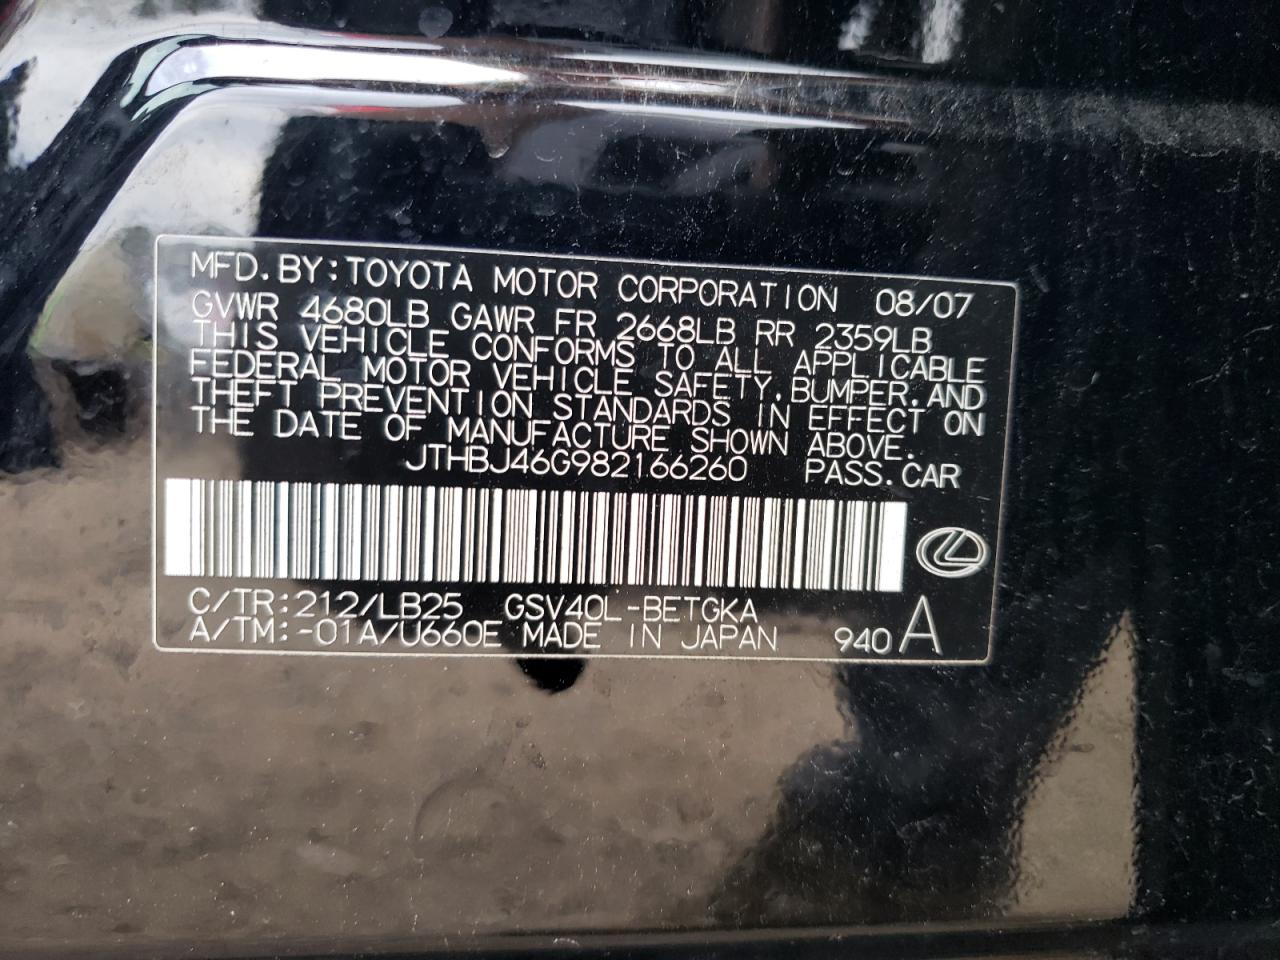 MFD.BY:TOYOTA MOTOR CORPORATION 08/07
GVWR 4680LB GAWR FR 2668LB RR 2359LB
THIS VEHICLE CONFORMS TO ALL APPLICABLE
FEDERAL MOTOR VEHICLE SAFETY,BUMPER,AND
THEFT PREVENTION STANDARDS IN EFFECT ON
THE DATE OF MANUFACTURE SHOWN ABOVE.
JTHBJ46G982166260 PASS.CAR
C/TR:212/LB25 GSV40L-BETGKA
A/TM:-01A/U660E MADE IN JAPAN 940 A